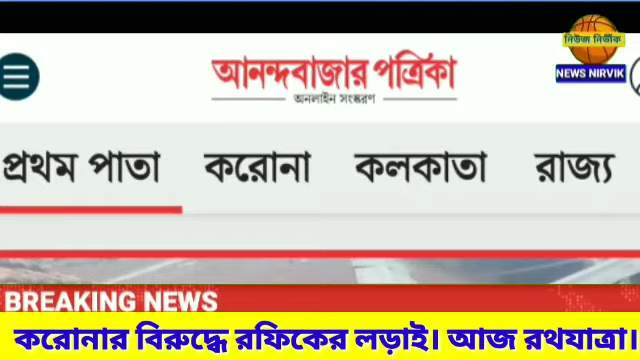 নিউজ নির্ভীক
NEWS NIRVIK
আনন্দবাজার পত্রিকা
অনলাইন সংস্করণ
প্রথম পাতা করোনা কলকাতা রাজ্য
BREAKING NEWS
করোনার বিরুদ্ধে রফিকের লড়াই। আজ রথযাত্রা।